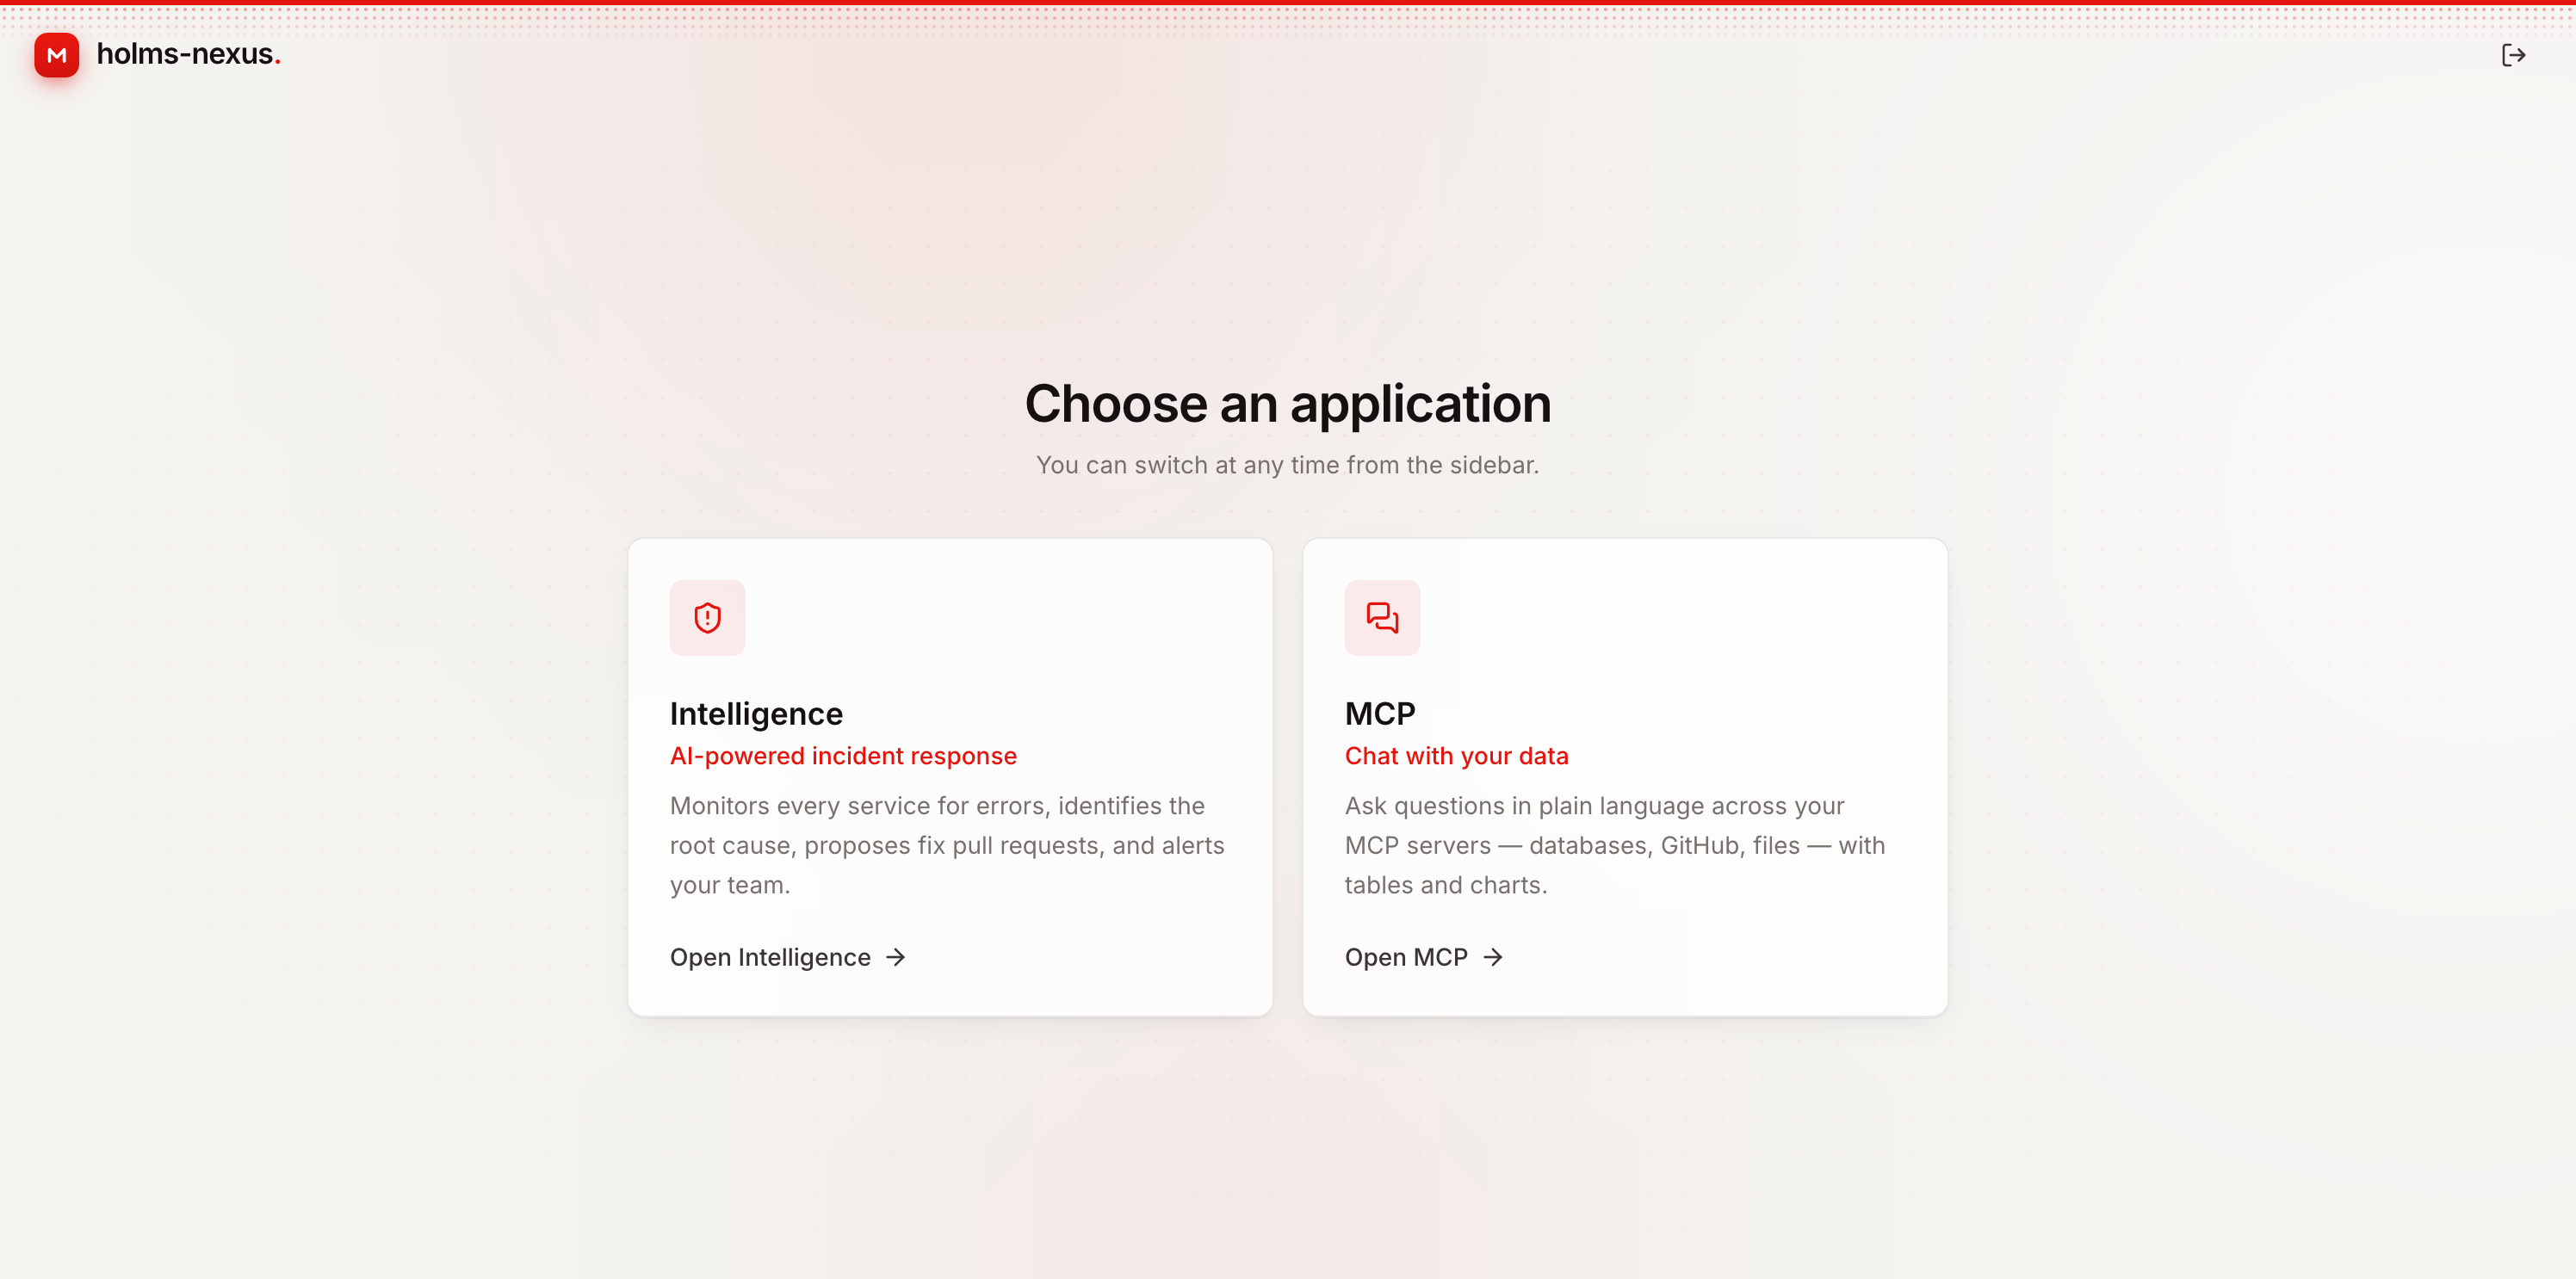 holms-nexus.
Choose an application
You can switch at any time from the sidebar.
Intelligence
AI-powered incident response
Monitors every service for errors, identifies the
root cause, proposes fix pull requests, and alerts
your team.
Open Intelligence →
MCP
Chat with your data
Ask questions in plain language across your
MCP servers — databases, GitHub, files — with
tables and charts.
Open MCP →